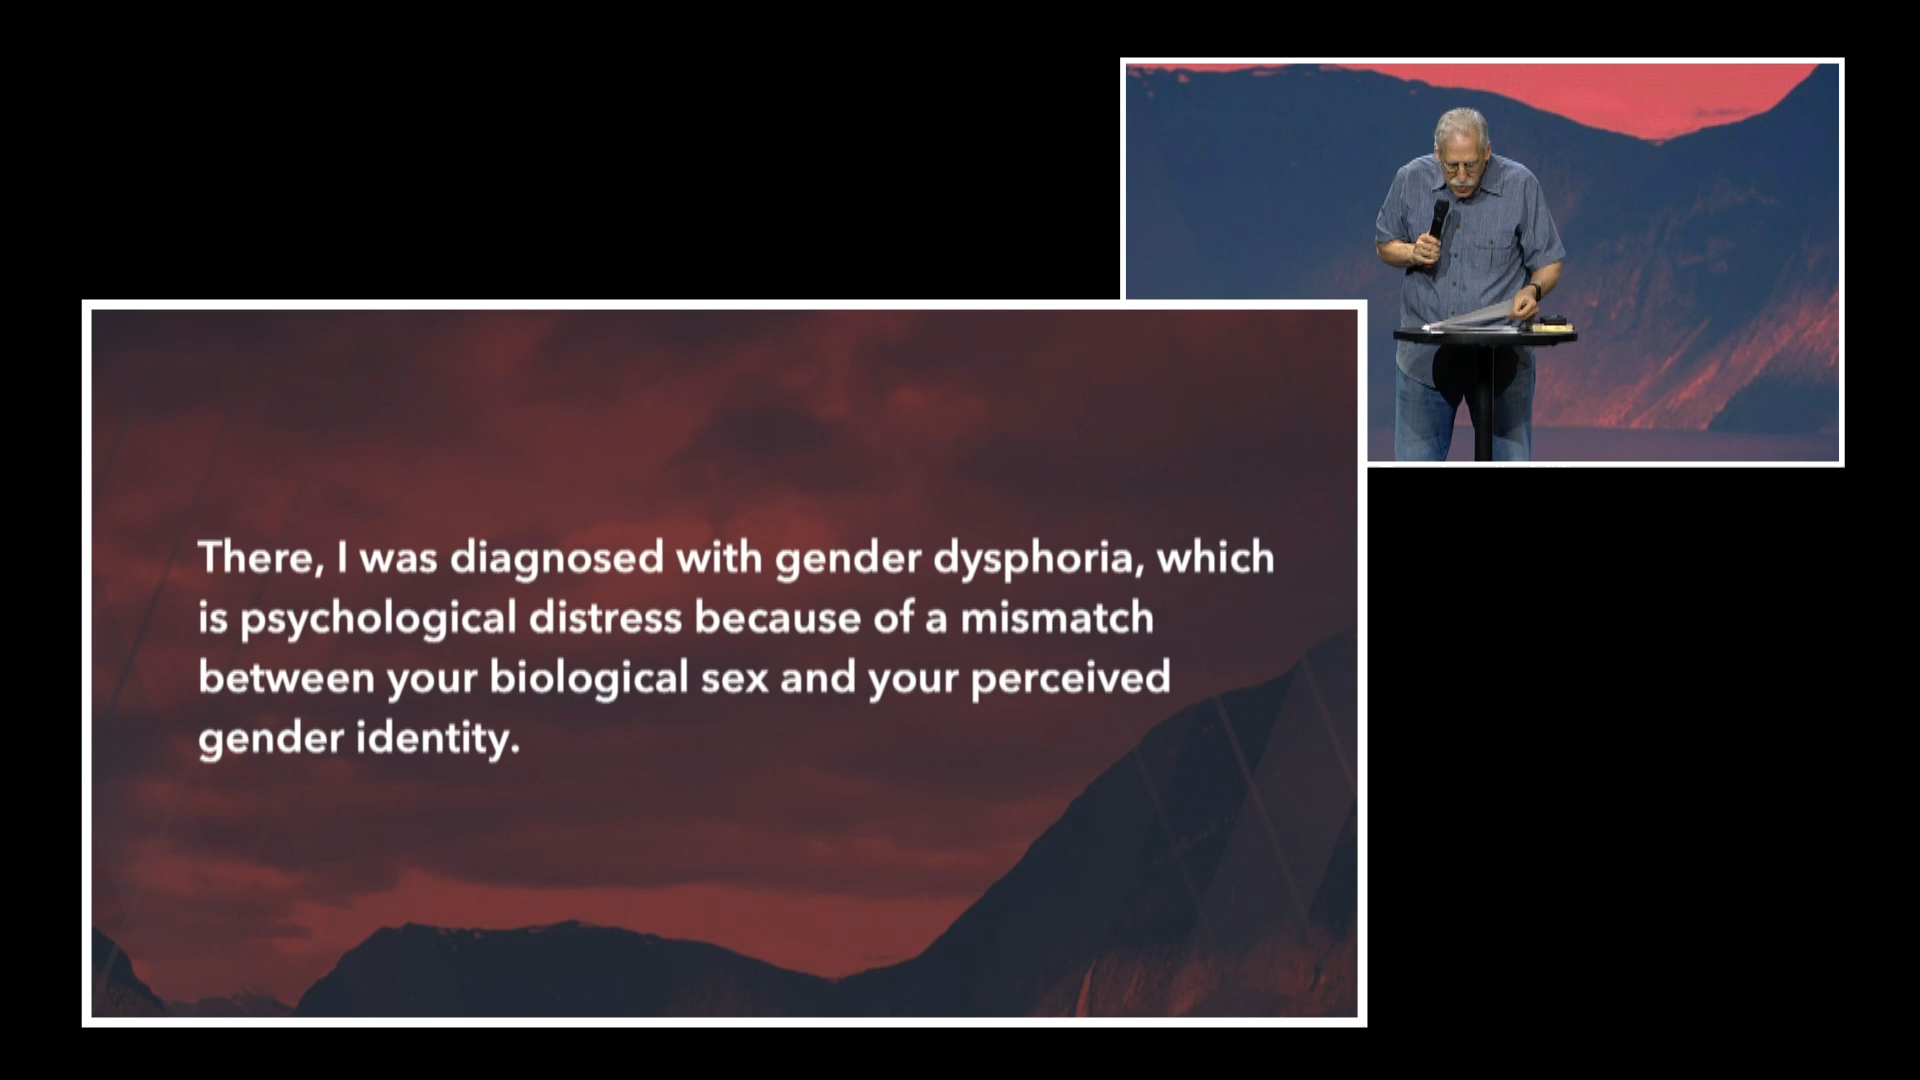 There, I was diagnosed with gender dysphoria, which
is psychological distress because of a mismatch
between your biological sex and your perceived
gender identity.